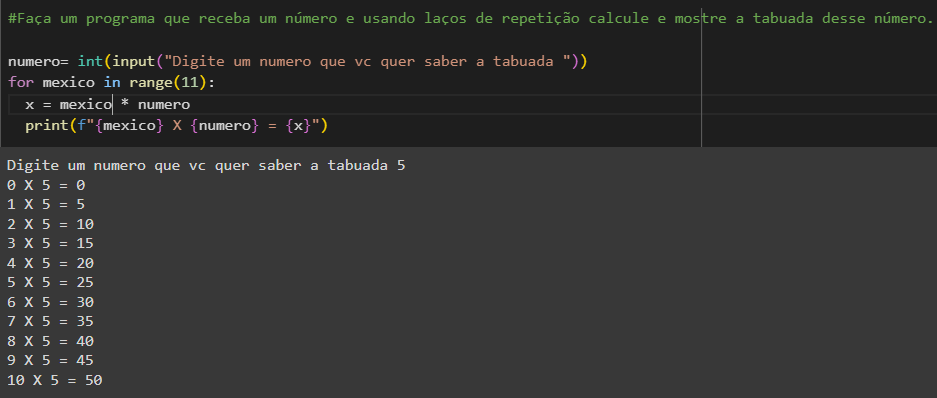 #Faça um programa que receba um número e usando laços de repetição calcule e mostre a tabuada desse número.
numero= int(input("Digite um numero que vc quer saber a tabuada "))
for mexico in range(11):
  x = mexico * numero
  print(f"{mexico} X {numero} = {x}")
Digite um numero que vc quer saber a tabuada 5
0 X 5 = 0
1 X 5 = 5
2 X 5 = 10
3 X 5 = 15
4 X 5 = 20
5 X 5 = 25
6 X 5 = 30
7 X 5 = 35
8 X 5 = 40
9 X 5 = 45
10 X 5 = 50